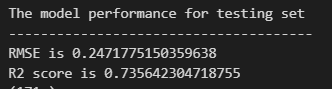 The model performance for testing set
--------------------------------------
RMSE is 0.2471775150359638
R2 score is 0.735642304718755